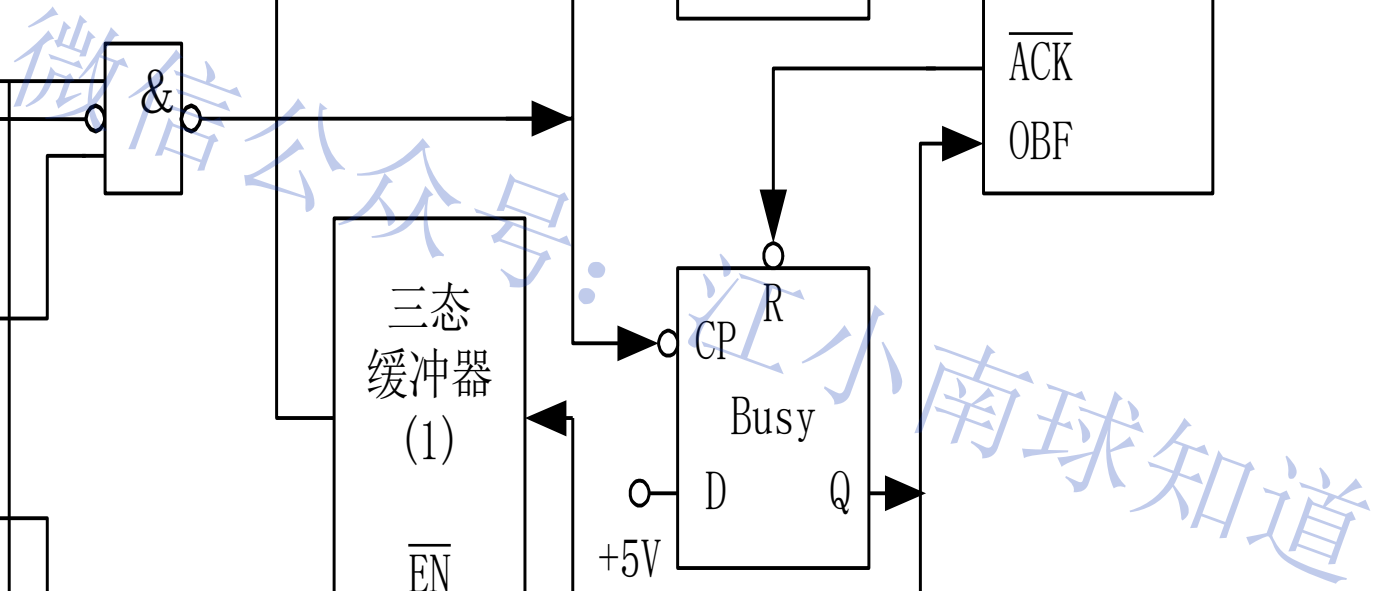 微信公众号：江小南球知道
&
ACK
OBF
三态
缓冲器
(1)
EN
R
CP
Busy
D
Q
+5V